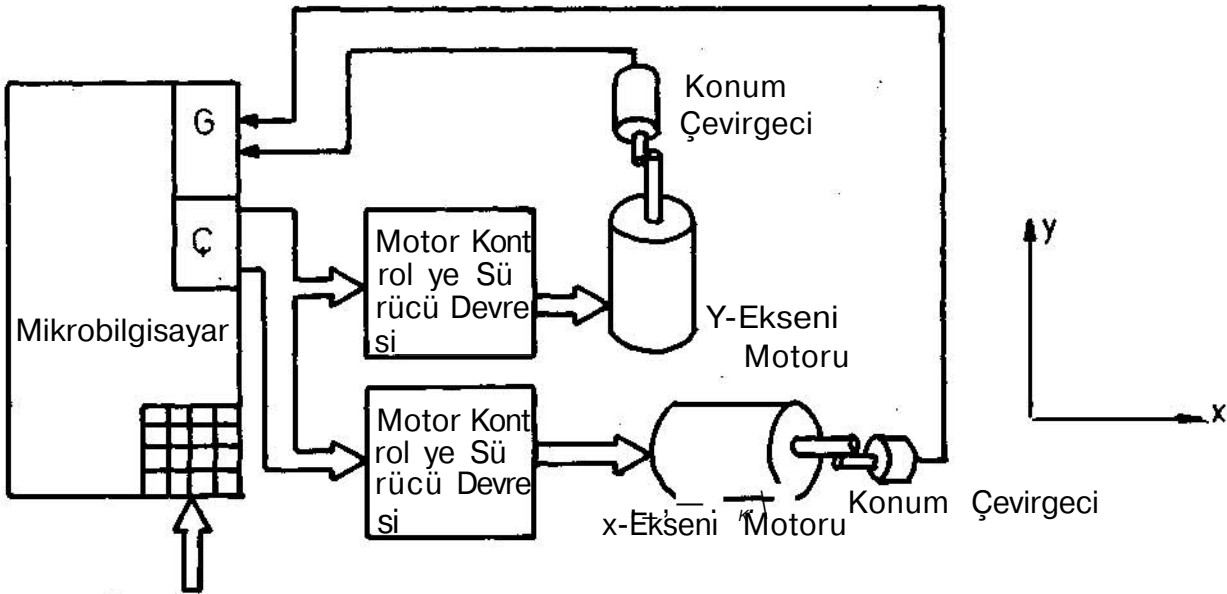 G
Ç
Mikrobilgisayar
Konum
Çevirgeci
Motor Kont
rol ye Sü
rücü Devre
si
Y-Ekseni
Motoru
y
x
Motor Kont
rol ye Sü
rücü Devre
si
x-Ekseni Motoru
Konum Çevirgeci